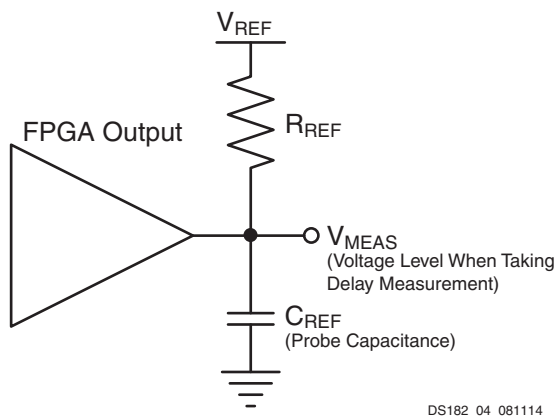 VREF
RREF
FPGA Output
VMEAS
(Voltage Level When Taking
Delay Measurement)
CREF
(Probe Capacitance)
DS182_04_081114